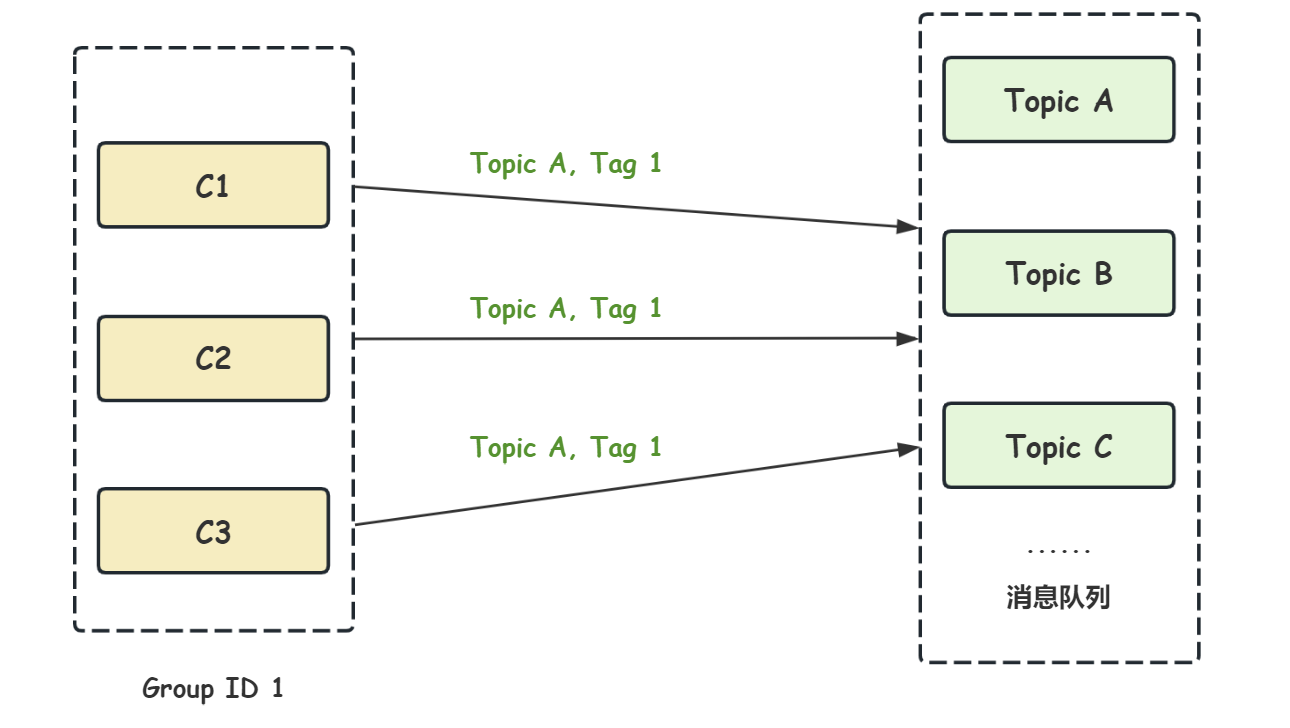 C1
C2
C3
Group ID 1
Topic A, Tag 1
Topic A, Tag 1
Topic A, Tag 1
Topic A
Topic B
Topic C
......
消息队列